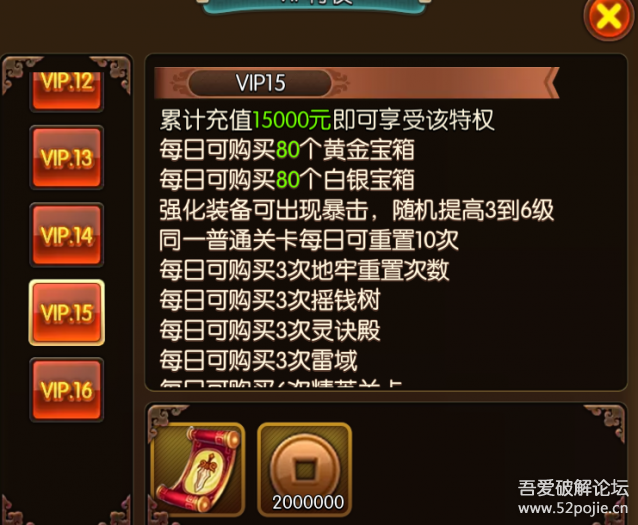 VIP.12
VIP.13
VIP.14
VIP.15
VIP.16
VIP15
累计充值15000元即可享受该特权
每日可购买80个黄金宝箱
每日可购买80个白银宝箱
强化装备可出现暴击，随机提高3到6级
同一普通关卡每日可重置10次
每日可购买3次地牢重置次数
每日可购买3次摇钱树
每日可购买3次灵诀殿
每日可购买3次雷域
2000000
吾爱破解论坛
www.52pojie.cn